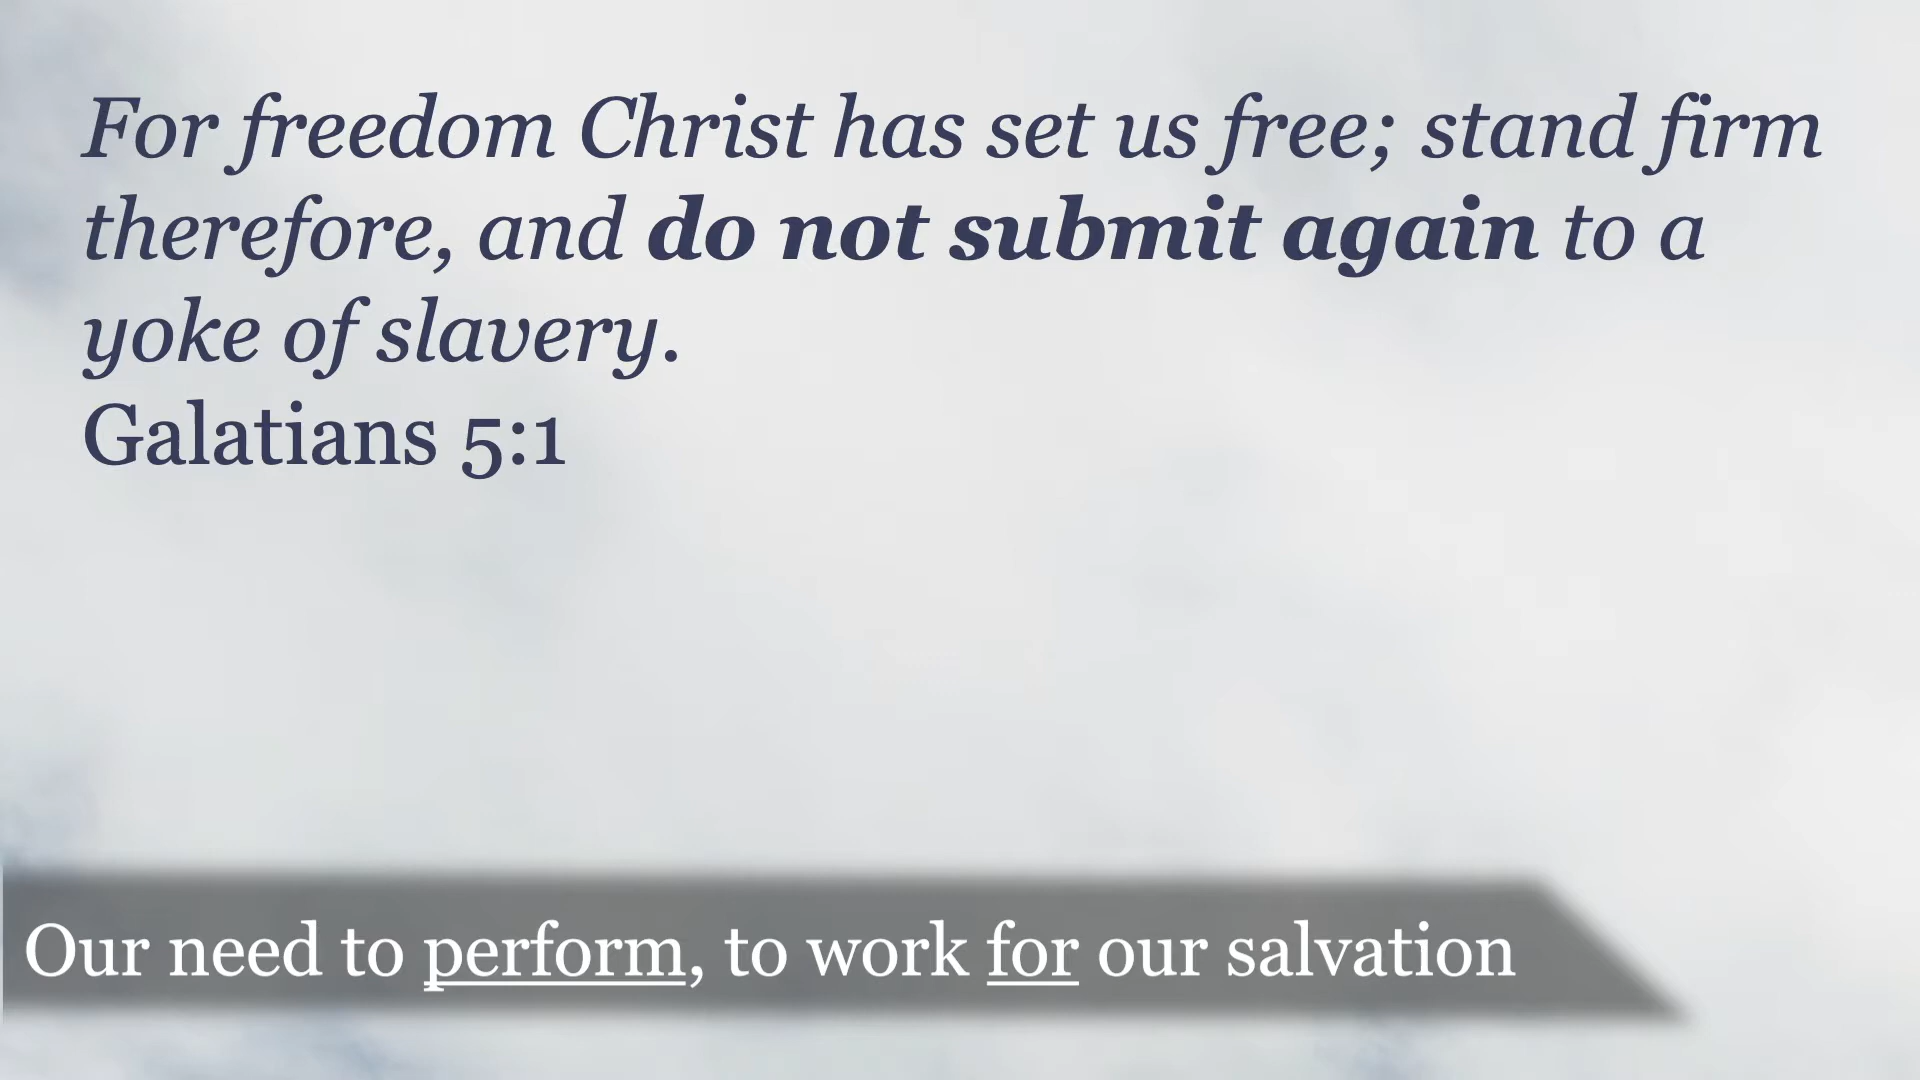 For freedom Christ has set us free; stand firm
therefore, and do not submit again to a
yoke of slavery.
Galatians 5:1
Our need to perform, to work for our salvation